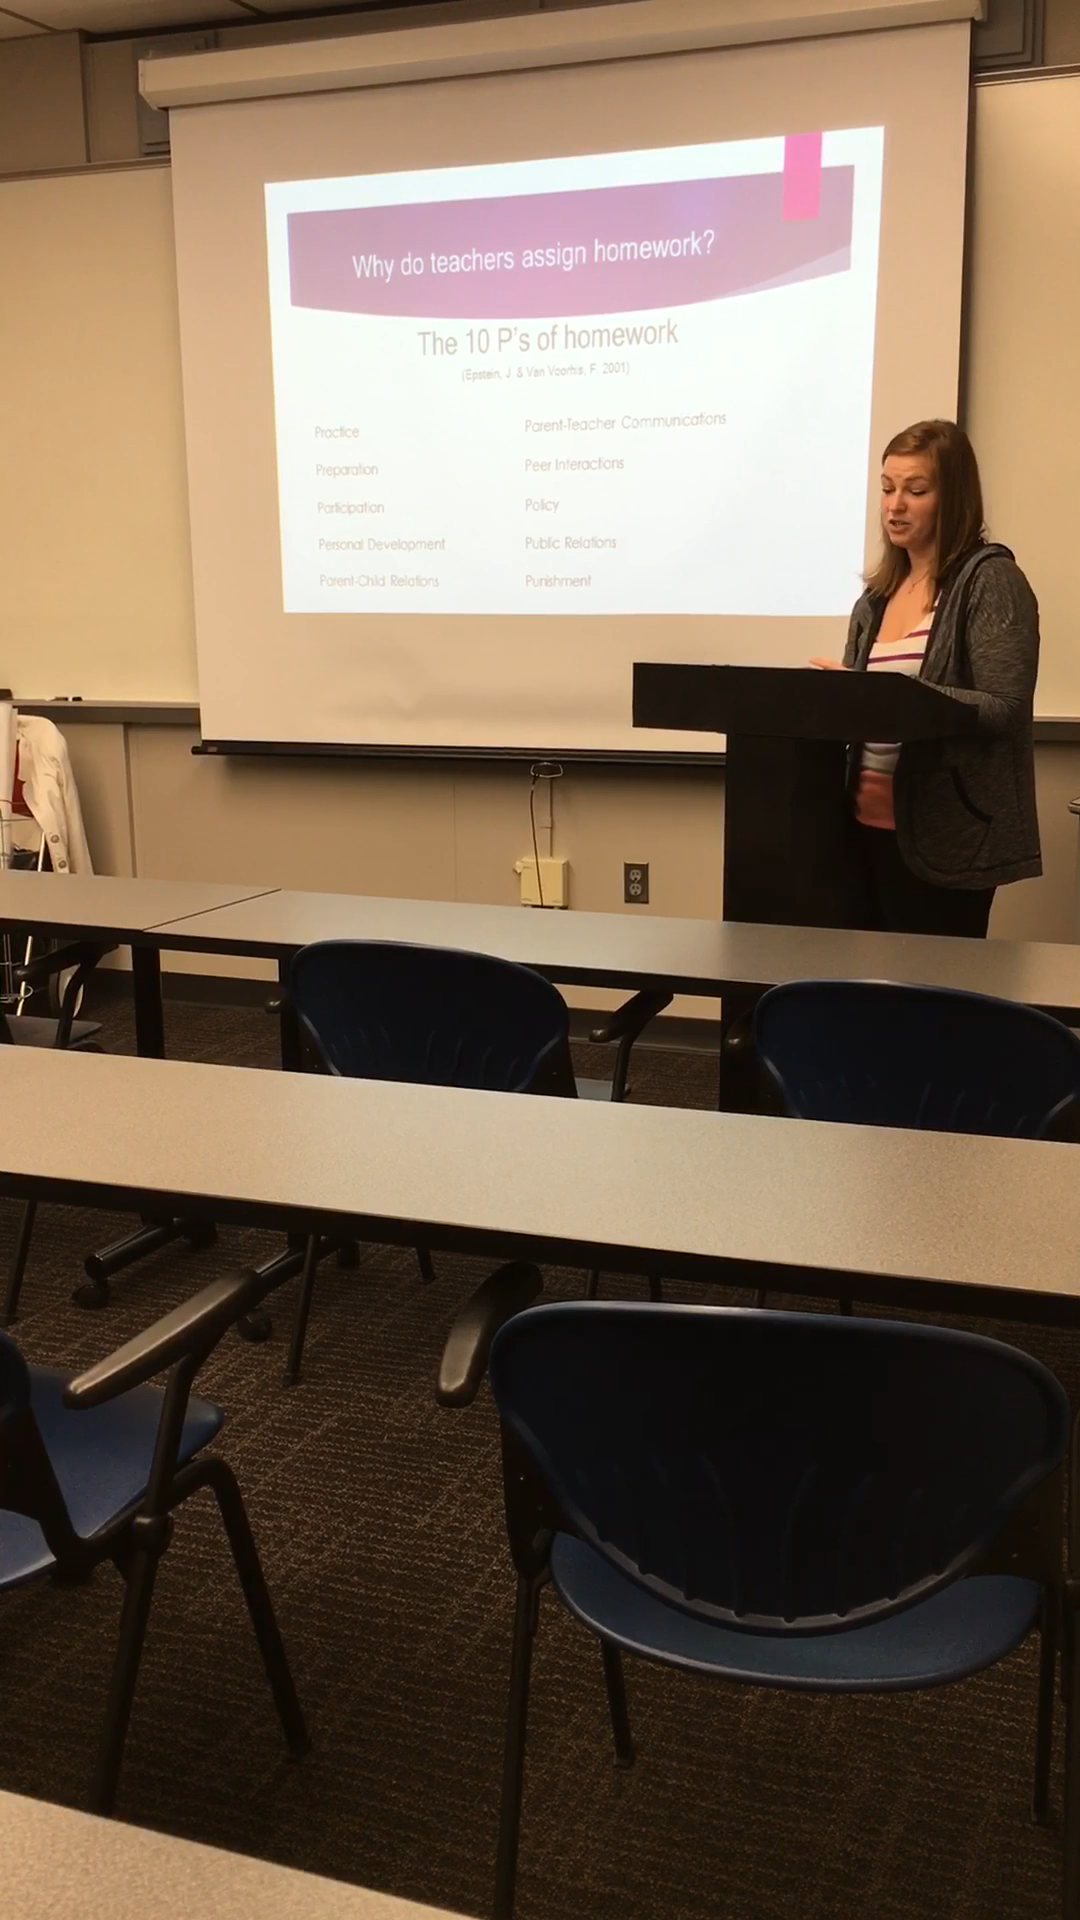 Why do teachers assign homework?
The 10 P's of homework
(Epstein, J. & Van Voorhis, F. 2001)
Practice
Preparation
Participation
Personal Development
Parent-Child Relations
Parent-Teacher Communications
Peer Interactions
Policy
Public Relations
Punishment